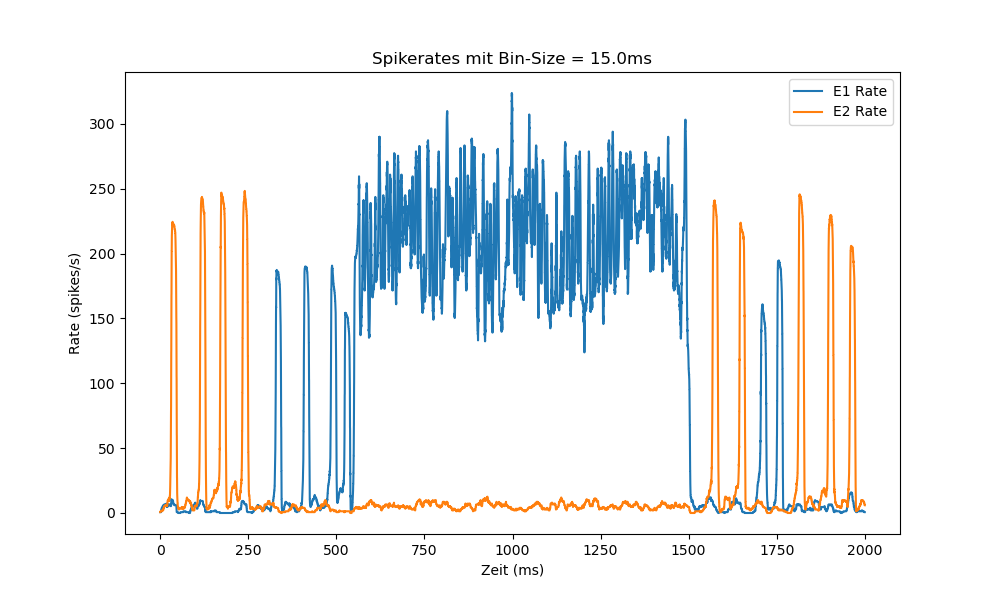 Spikerates mit Bin-Size = 15.0ms
E1 Rate
E2 Rate
Rate (spikes/s)
300
250
200
150
100
50
0
0 250 500 750 1000 1250 1500 1750 2000
Zeit (ms)